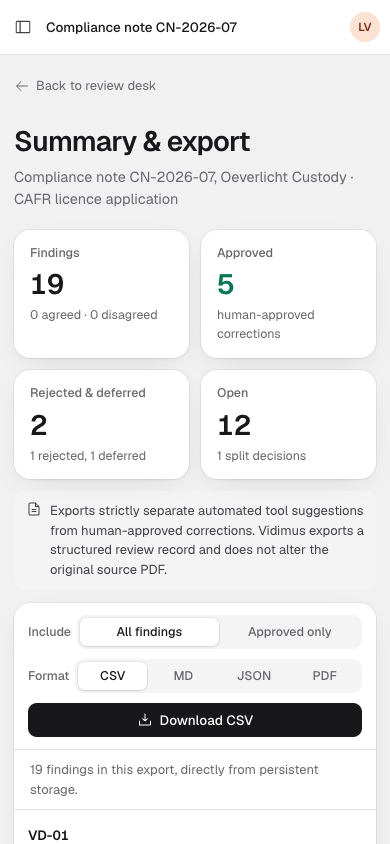 Compliance note CN-2026-07
LV
Back to review desk
Summary & export
Compliance note CN-2026-07, Oeverlicht Custody ·
CAFR licence application
Findings
19
0 agreed · 0 disagreed
Approved
5
human-approved
corrections
Rejected & deferred
2
1 rejected, 1 deferred
Open
12
1 split decisions
Exports strictly separate automated tool suggestions
from human-approved corrections. Vidimus exports a
structured review record and does not alter the
original source PDF.
Include
All findings
Approved only
Format
CSV
MD
JSON
PDF
Download CSV
19 findings in this export, directly from persistent
storage.
VD-01